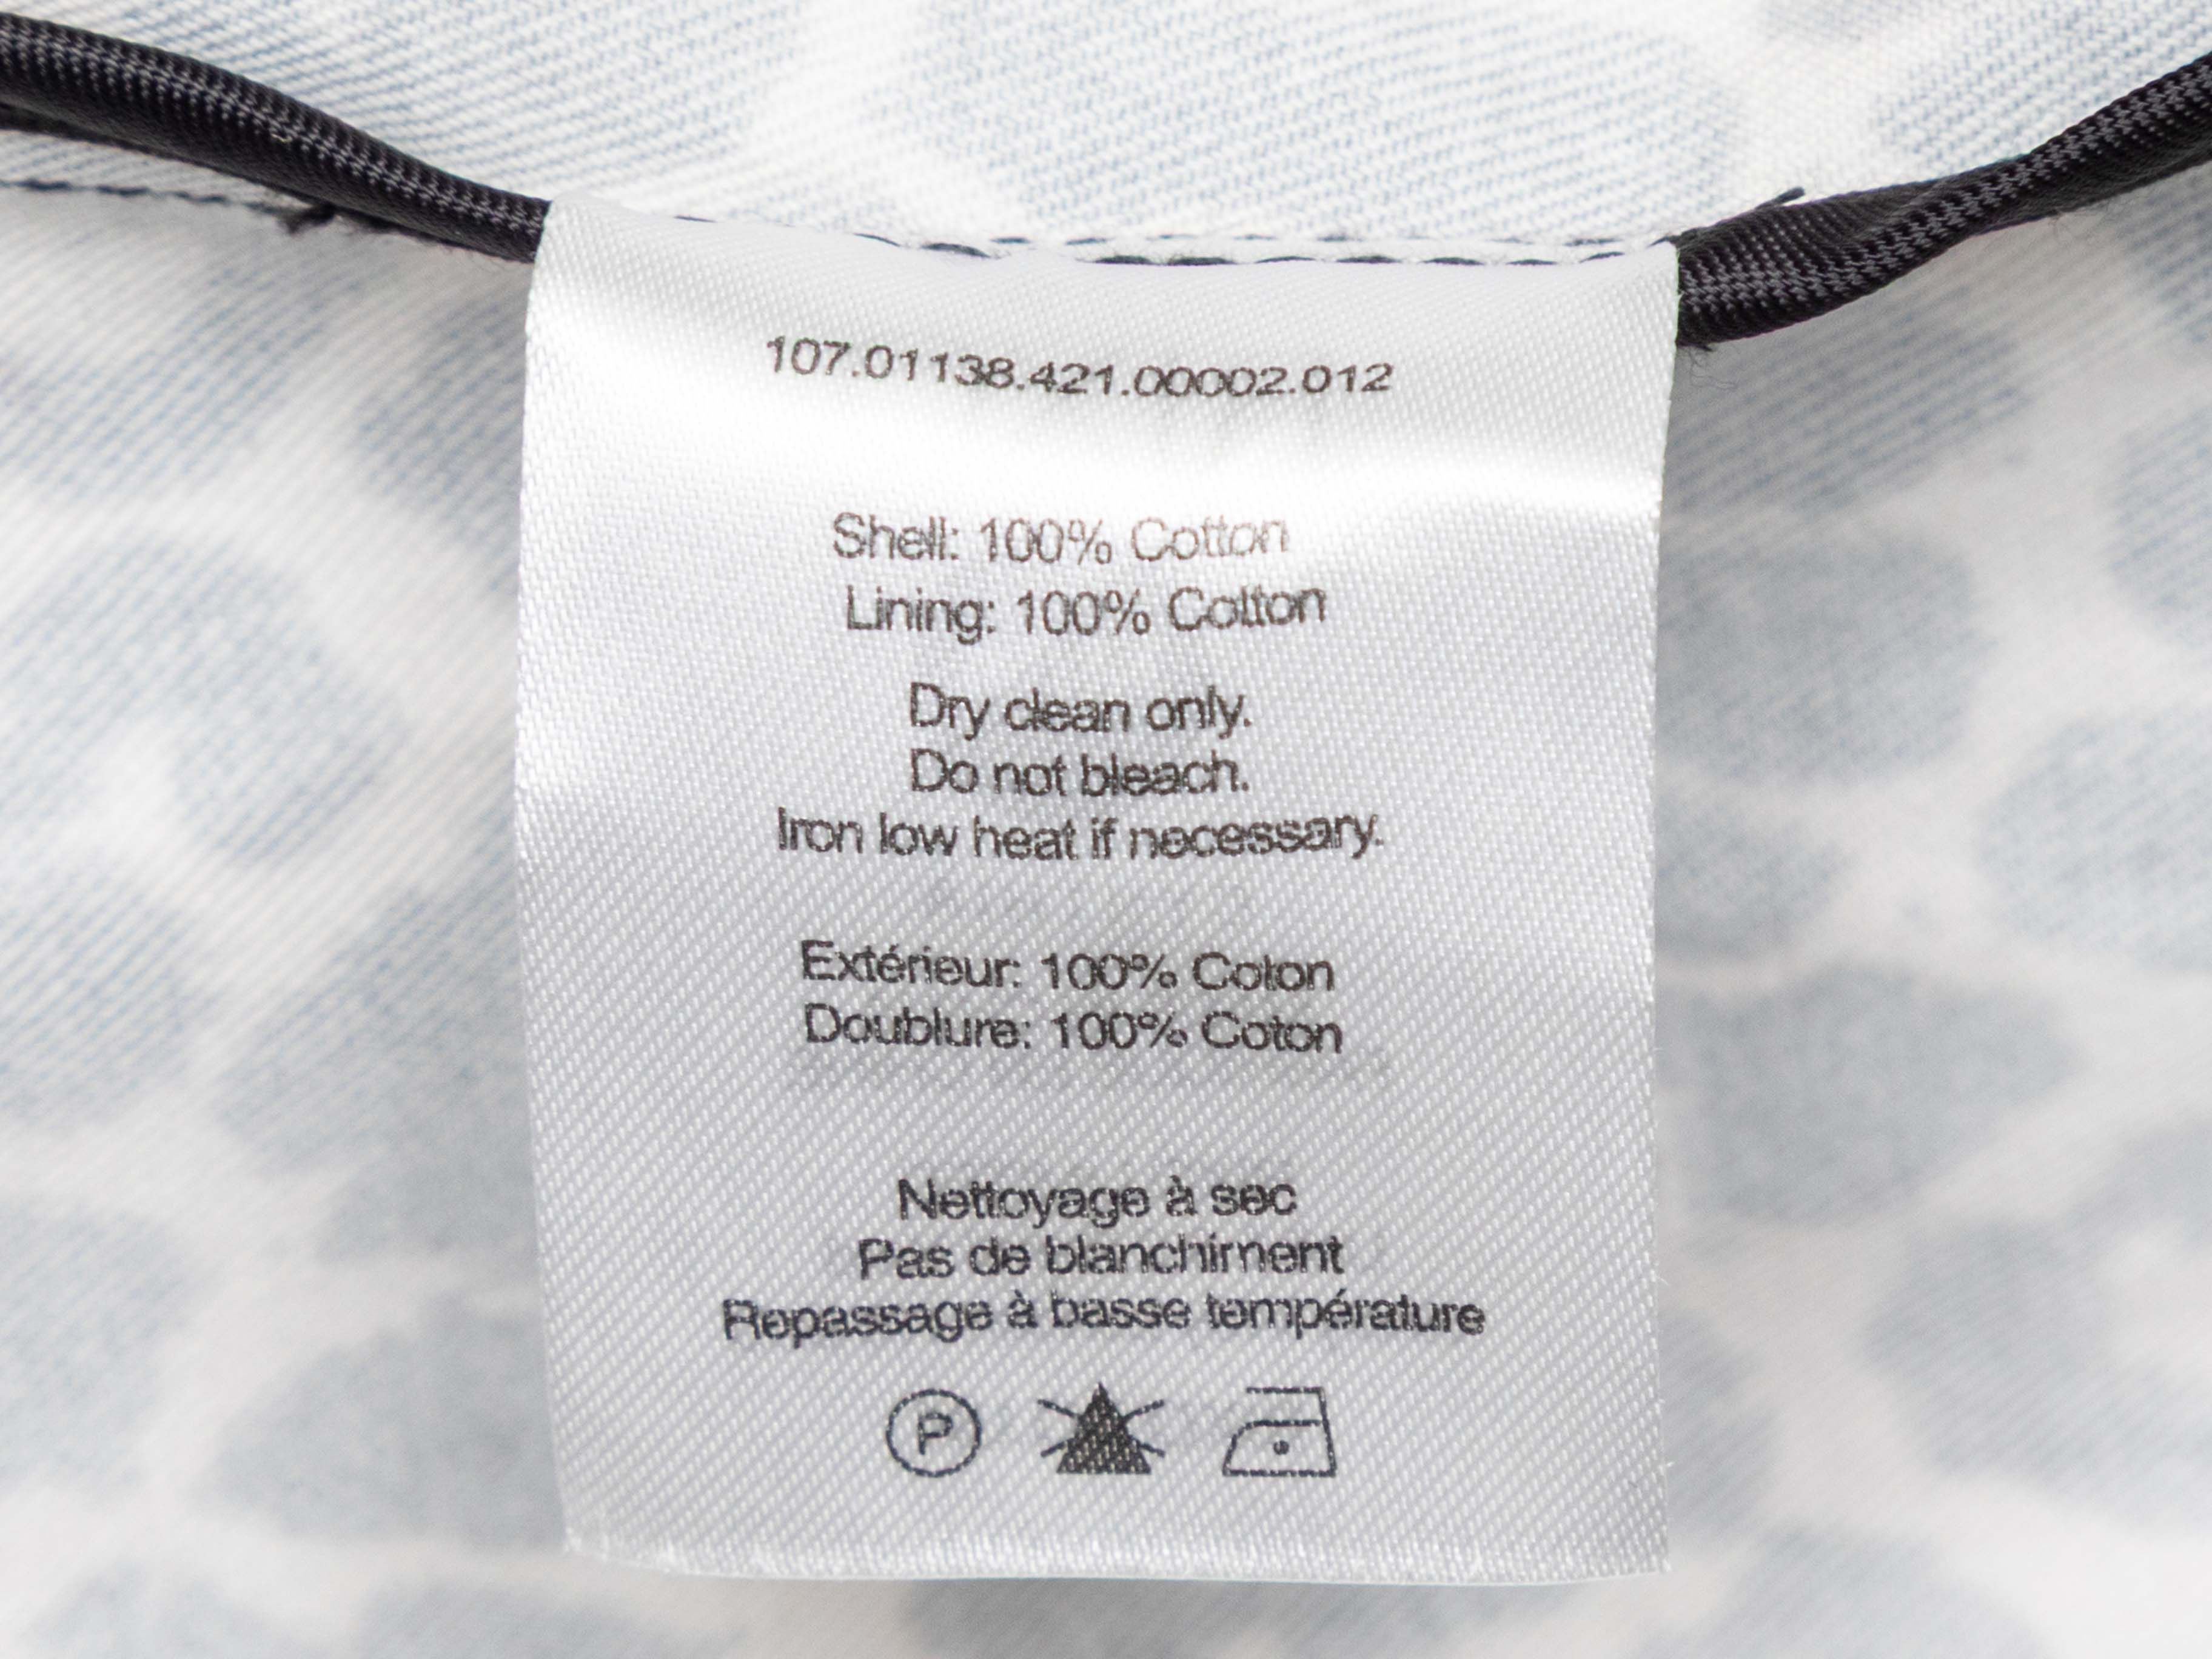 107.01138.421.00002.012
Shell: 100% Cotton
Lining: 100% Cotton
Dry clean only.
Do not bleach.
Iron low heat if necessary.
Extérieur: 100% Coton
Doublure: 100% Coton
Nettoyage à sec
Pas de blanchiment
Repassage à basse température
P